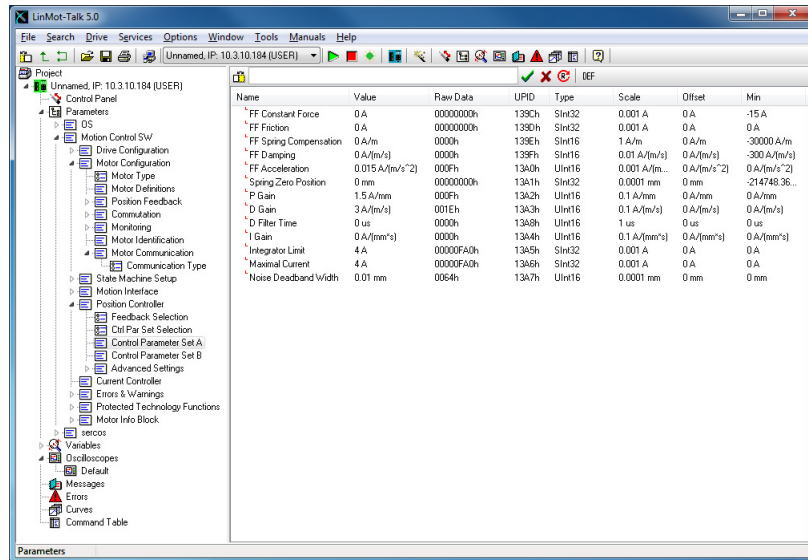 LinMot-Talk 5.0
File Search Drive Services Options Window Tools Manuals Help
Unnamed, IP: 10.3.10.184 (USER)
DEF
Project
Unnamed, IP: 10.3.10.184 (USER)
Control Panel
Parameters
OS
Motion Control SW
Drive Configuration
Motor Configuration
Motor Type
Motor Definitions
Position Feedback
Commutation
Monitoring
Motor Identification
Motor Communication
Communication Type
State Machine Setup
Motion Interface
Position Controller
Feedback Selection
Ctrl Par Set Selection
Control Parameter Set A
Control Parameter Set B
Advanced Settings
Current Controller
Errors & Warnings
Protected Technology Functions
Motor Info Block
sercos
Variables
Oscilloscopes
Default
Messages
Errors
Curves
Command Table
Name Value Raw Data UPID Type Scale Offset Min
FF Constant Force 0 A 00000000h 139Ch SInt32 0.001 A 0 A -15 A
FF Friction 0 A 00000000h 139Dh SInt32 0.001 A 0 A 0 A
FF Spring Compensation 0 A/m 0000h 139Eh SInt16 1 A/m 0 A/m -30000 A/m
FF Damping 0 A/(m/s) 0000h 139Fh SInt16 0.01 A/(m/s) 0 A/(m/s) -300 A/(m/s)
FF Acceleration 0.015 A/(m/s^2) 000Fh 13A0h UInt16 0.001 A/(m... 0 A/(m/s^2) 0 A/(m/s^2)
Spring Zero Position 0 mm 00000000h 13A1h SInt32 0.0001 mm 0 mm -214748.36...
P Gain 1.5 A/mm 000Fh 13A2h UInt16 0.1 A/mm 0 A/mm 0 A/mm
D Gain 3 A/(m/s) 001Eh 13A3h UInt16 0.1 A/(m/s) 0 A/(m/s) 0 A/(m/s)
D Filter Time 0 us 0000h 13A8h UInt16 1 us 0 us 0 us
I Gain 0 A/(mm*s) 0000h 13A4h UInt16 0.1 A/(mm*s) 0 A/(mm*s) 0 A/(mm*s)
Integrator Limit 4 A 00000FA0h 13A5h SInt32 0.001 A 0 A 0 A
Maximal Current 4 A 00000FA0h 13A6h SInt32 0.001 A 0 A 0 A
Noise Deadband Width 0.01 mm 0064h 13A7h UInt16 0.0001 mm 0 mm 0 mm
Parameters